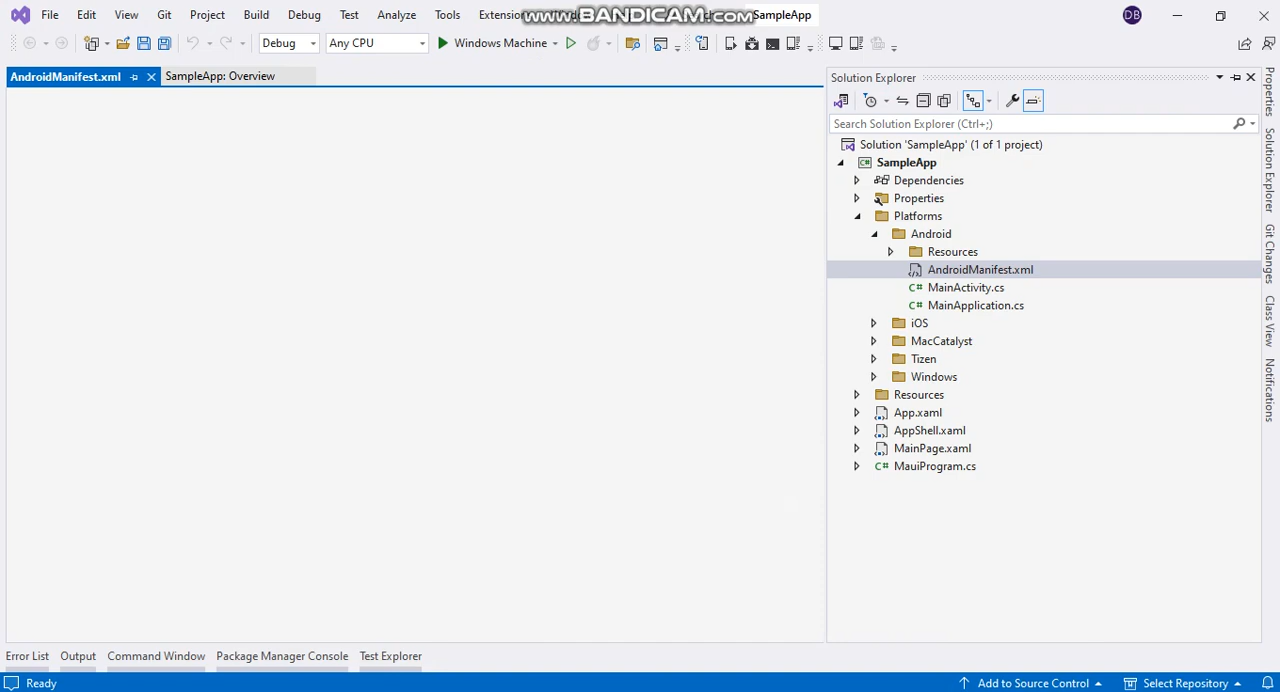 File Edit View Git Project Build Debug Test Analyze Tools Extension www.BANDICAM.com SampleApp DB
Debug Any CPU Windows Machine
AndroidManifest.xml SampleApp: Overview
Solution Explorer
Search Solution Explorer (Ctrl+;)
Solution 'SampleApp' (1 of 1 project)
SampleApp
Dependencies
Properties
Platforms
Android
Resources
AndroidManifest.xml
MainActivity.cs
MainApplication.cs
iOS
MacCatalyst
Tizen
Windows
Resources
App.xaml
AppShell.xaml
MainPage.xaml
MauiProgram.cs
Properties
Solution Explorer
Git Changes
Class View
Notifications
Error List Output Command Window Package Manager Console Test Explorer
Ready Add to Source Control Select Repository